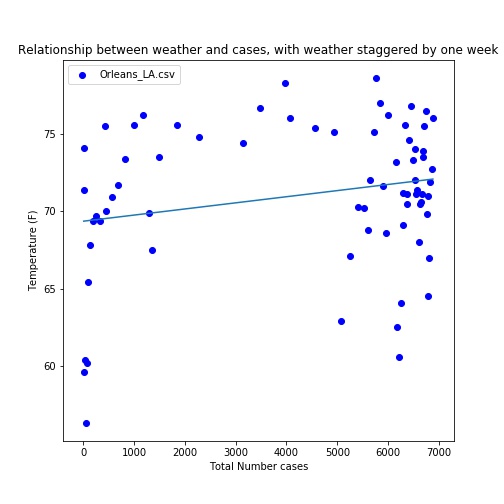 Relationship between weather and cases, with weather staggered by one week
Orleans_LA.csv
Temperature (F)
75
70
65
60
0 1000 2000 3000 4000 5000 6000 7000
Total Number cases